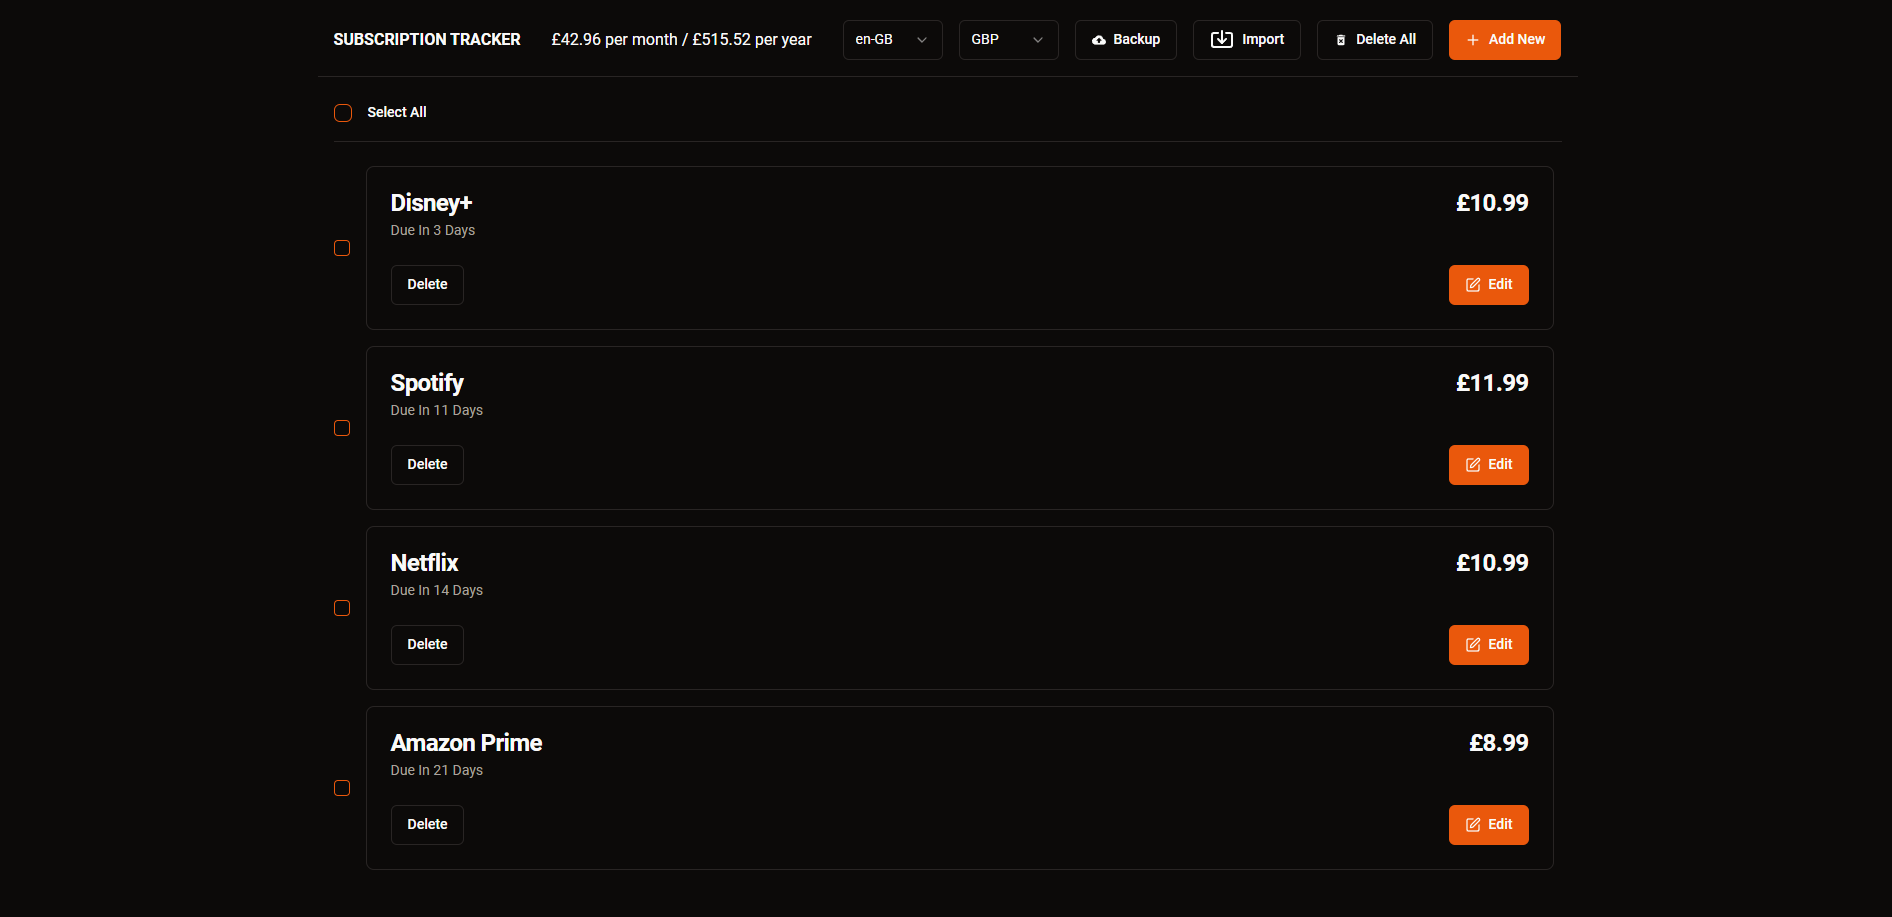 SUBSCRIPTION TRACKER £42.96 per month / £515.52 per year en-GB GBP Backup Import Delete All Add New
Select All
Disney+ £10.99
Due In 3 Days
Delete Edit
Spotify £11.99
Due In 11 Days
Delete Edit
Netflix £10.99
Due In 14 Days
Delete Edit
Amazon Prime £8.99
Due In 21 Days
Delete Edit